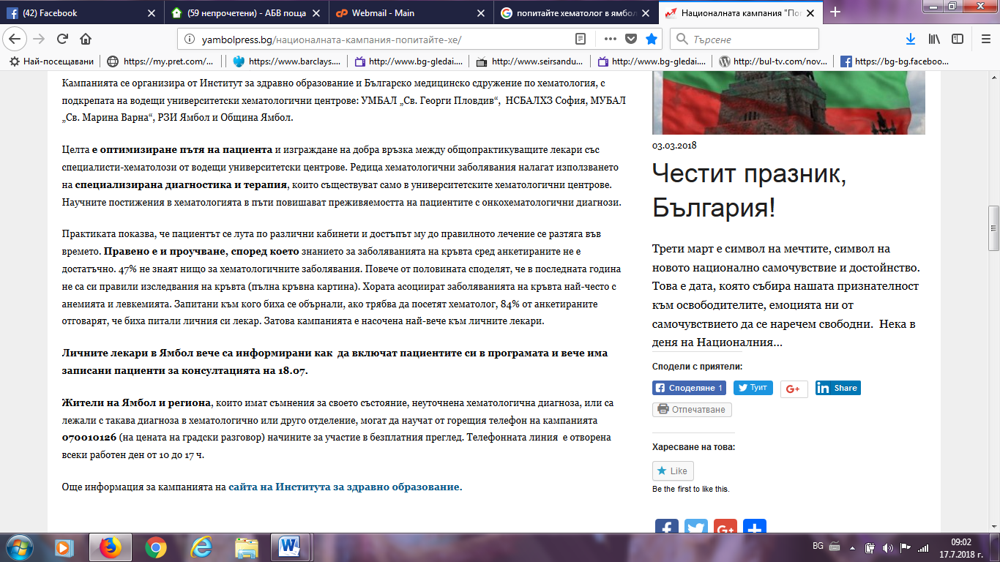 (42) Facebook
(59 непрочетени) - АБВ поща
Webmail - Main
попитайте хематолог в ямбол
Националната кампания "Поп
yambolpress.bg/националната-кампания-попитайте-хе/
Търсене
Най-посещавани
https://my.pret.com/...
https://www.barclays....
http://www.bg-gledai....
http://www.seirsandu...
http://www.bg-gledai....
http://bul-tv.com/nov...
https://bg-bg.faceboo...
Кампанията се организира от Институт за здравно образование и Българско медицинско сдружение по хематология, с
подкрепата на водещи университетски хематологични центрове: УМБАЛ „Св. Георги Пловдив“, НСБАЛХЗ София, МУБАЛ
„Св. Марина Варна“, РЗИ Ямбол и Община Ямбол.
Целта е оптимизиране пътя на пациента и изграждане на добра връзка между общопрактикуващите лекари със
специалисти-хематолози от водещи университетски центрове. Редица хематологични заболявания налагат използването
на специализирана диагностика и терапия, които съществуват само в университетските хематологични центрове.
Научните постижения в хематологията в пъти повишават преживяемостта на пациентите с онкохематологични диагнози.
Практиката показва, че пациентът се лута по различни кабинети и достъпът му до правилното лечение се разтяга във
времето. Правено е и проучване, според което знанието за заболяванията на кръвта сред анкетираните не е
достатъчно. 47% не знаят нищо за хематологичните заболявания. Повече от половината споделят, че в последната година
не са си правили изследвания на кръвта (пълна кръвна картина). Хората асоциират заболяванията на кръвта най-често с
анемията и левкемията. Запитани към кого биха се обърнали, ако трябва да посетят хематолог, 84% от анкетираните
отговарят, че биха питали личния си лекар. Затова кампанията е насочена най-вече към личните лекари.
Личните лекари в Ямбол вече са информирани как да включат пациентите си в програмата и вече има
записани пациенти за консултацията на 18.07.
Жители на Ямбол и региона, които имат съмнения за своето състояние, неуточнена хематологична диагноза, или са
лежали с такава диагноза в хематологично или друго отделение, могат да научат от горещия телефон на кампанията
070010126 (на цената на градски разговор) начините за участие в безплатния преглед. Телефонната линия е отворена
всеки работен ден от 10 до 17 ч.
Още информация за кампанията на сайта на Института за здравно образование.
03.03.2018
Честит празник,
България!
Трети март е символ на мечтите, символ на
новото национално самочувствие и достойнство.
Това е дата, която събира нашата признателност
към освободителите, емоцията ни от
самочувствието да се наречем свободни. Нека в
деня на Националния...
Сподели с приятели:
Споделяне 1
Туит
G+
in Share
Отпечатване
Харесване на това:
Like
Be the first to like this.
BG
09:02
17.7.2018 г.